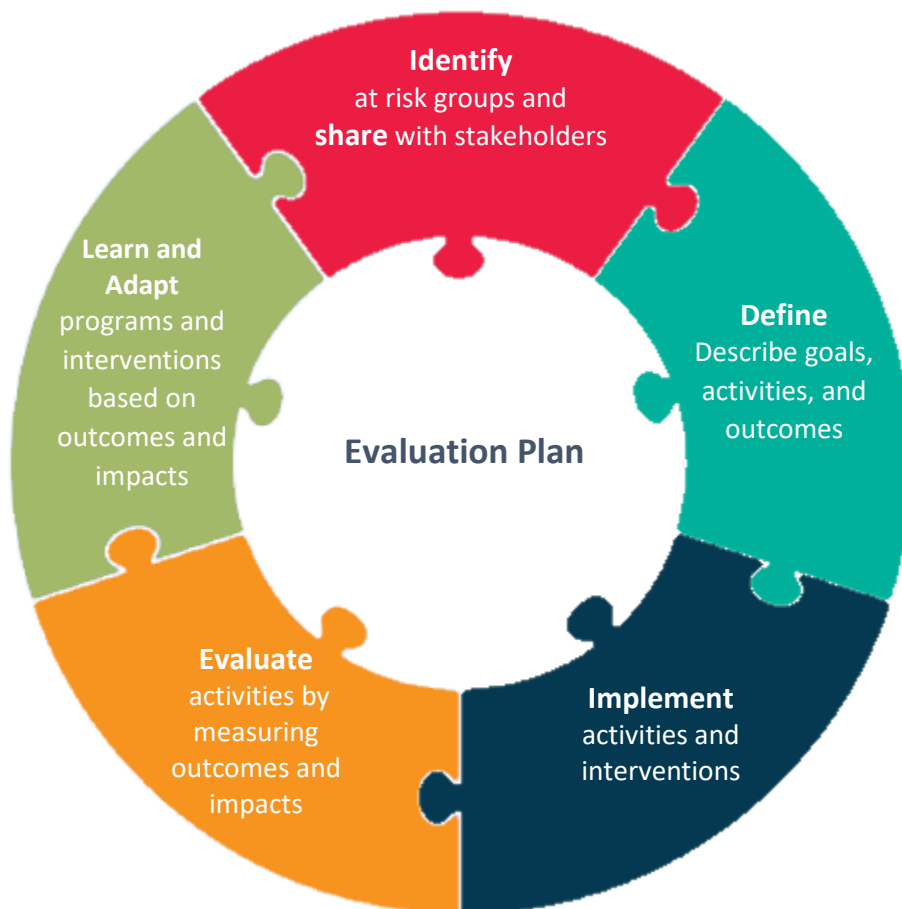 Identify
at risk groups and
share with stakeholders
Define
Describe goals,
activities, and
outcomes
Implement
activities and
interventions
Evaluate
activities by
measuring
outcomes and
impacts
Learn and
Adapt
programs and
interventions
based on
outcomes and
impacts
Evaluation Plan